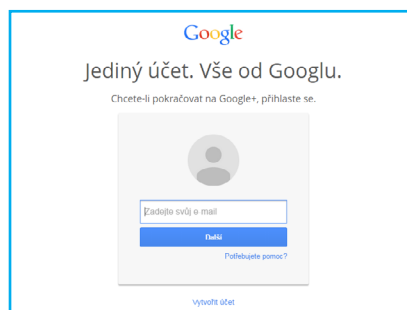 Google
Jediný účet. Vše od Googlu.
Chcete-li pokračovat na Google+, přihlaste se.
Zadejte svůj e-mail
Další
Potřebujete pomoc?
Vytvořit účet